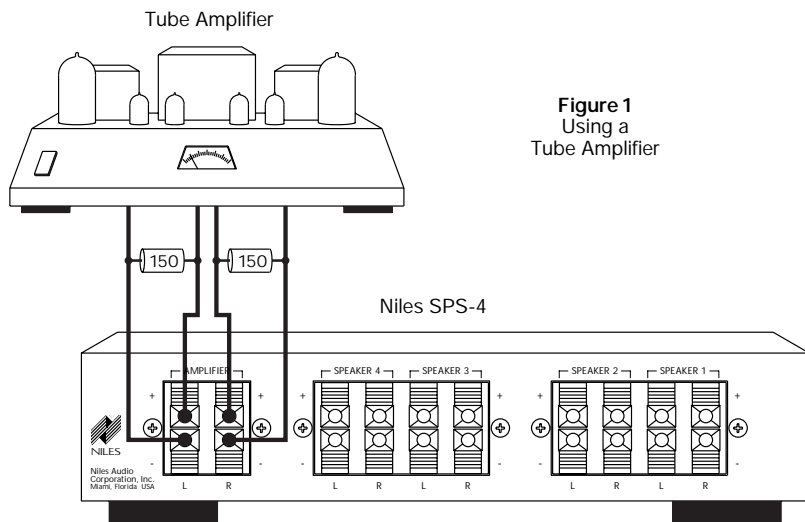 Tube Amplifier
Figure 1
Using a
Tube Amplifier
150
150
Niles SPS-4
AMPLIFIER
SPEAKER 4
SPEAKER 3
SPEAKER 2
SPEAKER 1
+
+
+
+
+
+
NILES
-
-
-
-
-
-
Niles Audio
Corporation, Inc.
Miami, Florida USA
L
R
L
R
L
R
L
R
L
R